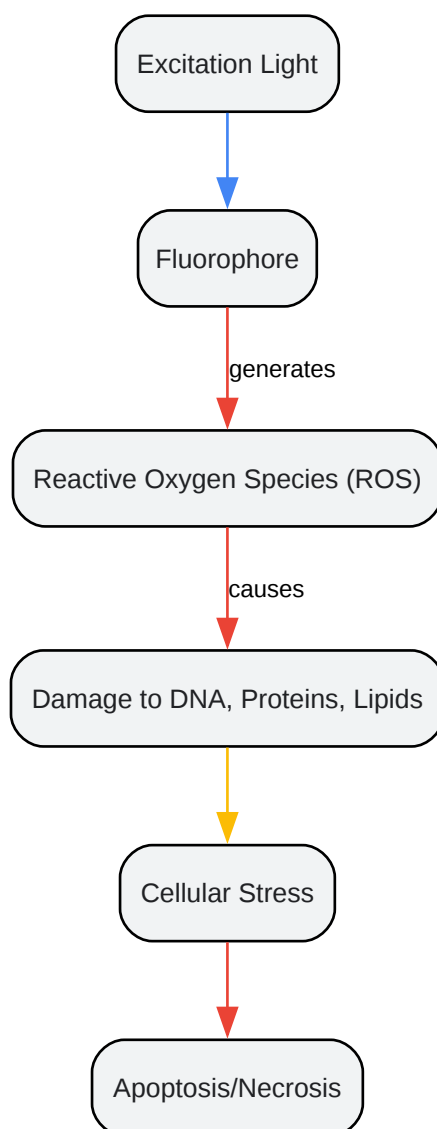 Excitation Light
Fluorophore
generates
Reactive Oxygen Species (ROS)
causes
Damage to DNA, Proteins, Lipids
Cellular Stress
Apoptosis/Necrosis